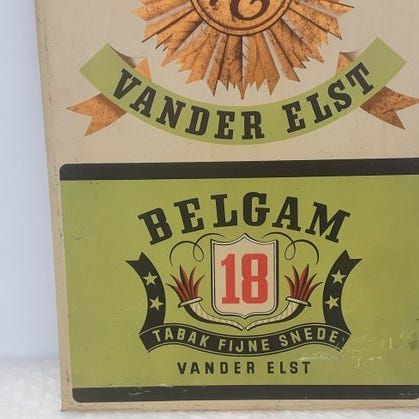 VANDER ELST
BELGAM
18
TABAK FIJNE SNEDE
VANDER ELST